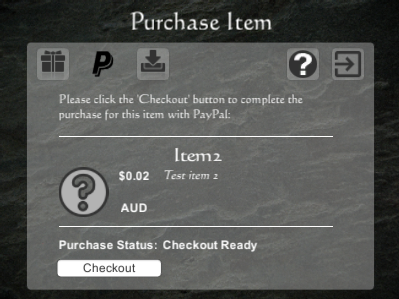 Purchase Item
Please click the 'Checkout' button to complete the
purchase for this item with PayPal:
Item2
$0.02 Test item 2
AUD
Purchase Status: Checkout Ready
Checkout